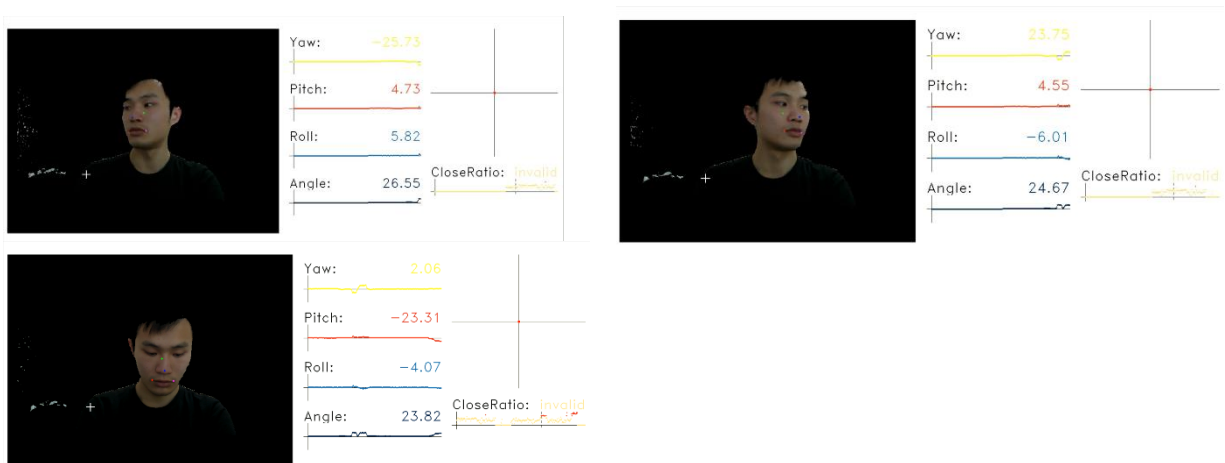 Yaw: -25.73
Pitch: 4.73
Roll: 5.82
CloseRatio: invalid
Angle: 26.55
Yaw: 23.75
Pitch: 4.55
Roll: -6.01
CloseRatio: invalid
Angle: 24.67
Yaw: 2.06
Pitch: -23.31
Roll: -4.07
CloseRatio: invalid
Angle: 23.82